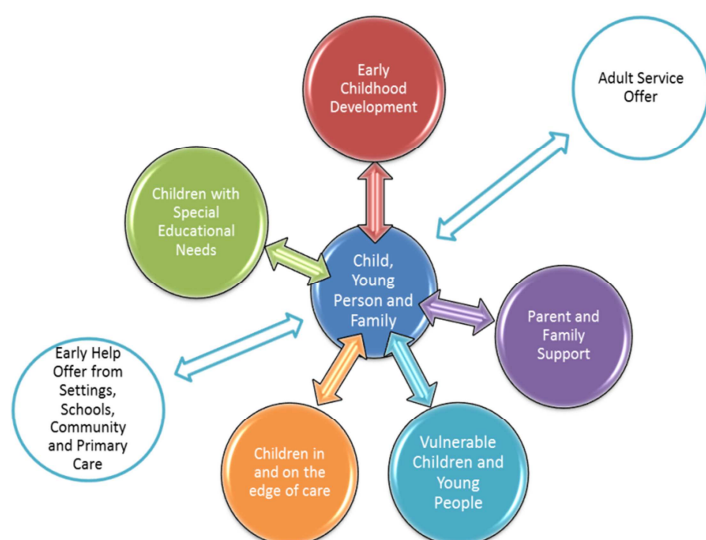 Early
Childhood
Development
Adult Service
Offer
Children with
Special
Educational
Needs
Child,
Young
Person and
Family
Parent and
Family
Support
Early Help
Offer from
Settings,
Schools,
Community
and Primary
Care
Children in
and on the
edge of care
Vulnerable
Children and
Young
People